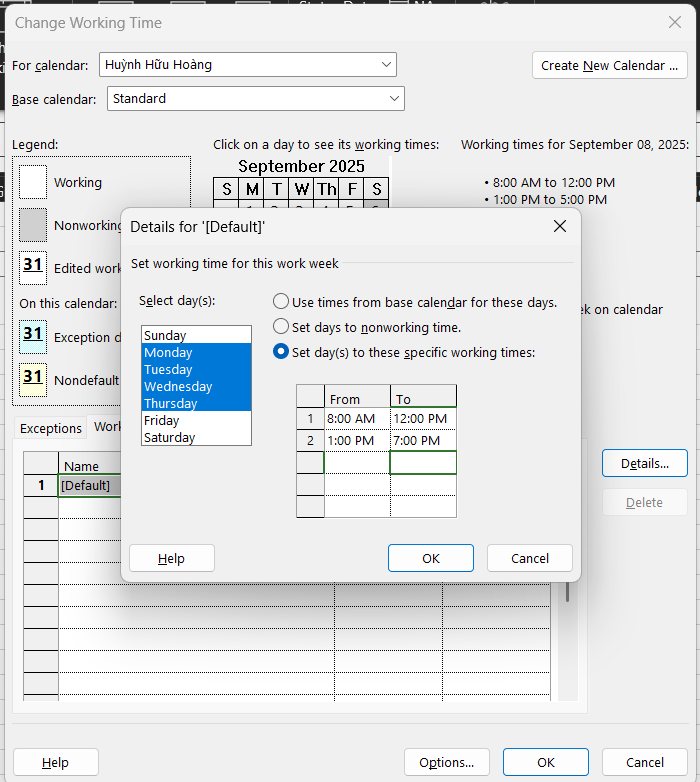 Change Working Time
For calendar: Huỳnh Hữu Hoàng
Create New Calendar ...
Base calendar: Standard
Legend:
Click on a day to see its working times:
Working times for September 08, 2025:
Working
September 2025
S M T W Th F S
• 8:00 AM to 12:00 PM
• 1:00 PM to 5:00 PM
Nonworking
31 Edited work
On this calendar:
31 Exception d
31 Nondefault
k on calendar
Details for '[Default]'
Set working time for this work week
Select day(s):
Sunday
Monday
Tuesday
Wednesday
Thursday
Friday
Saturday
Use times from base calendar for these days.
Set days to nonworking time.
Set day(s) to these specific working times:
From To
1 8:00 AM 12:00 PM
2 1:00 PM 7:00 PM
Help
OK
Cancel
Exceptions Work
Name
1 [Default]
Details...
Delete
Help
Options...
OK
Cancel